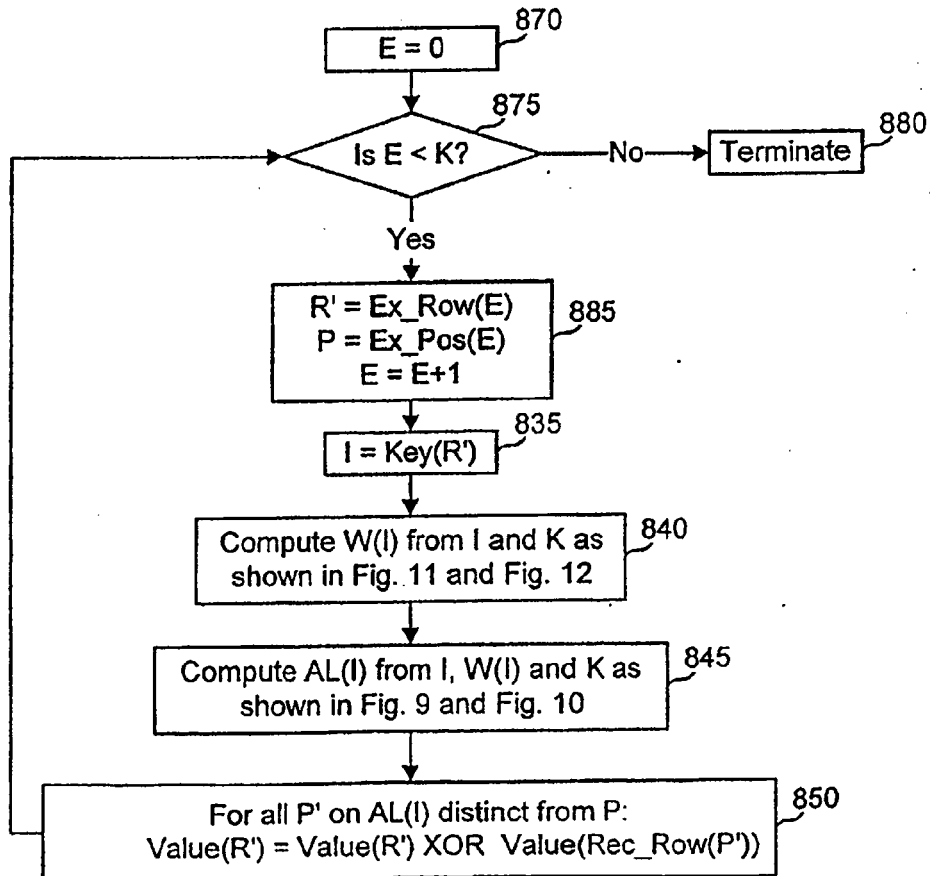 870
E = 0
875
Is E < K?
No
Terminate
880
Yes
R' = Ex_Row(E)
P = Ex_Pos(E)
E = E+1
885
I = Key(R')
835
Compute W(I) from I and K as
shown in Fig. 11 and Fig. 12
840
Compute AL(I) from I, W(I) and K as
shown in Fig. 9 and Fig. 10
845
For all P' on AL(I) distinct from P:
Value(R') = Value(R') XOR Value(Rec_Row(P'))
850